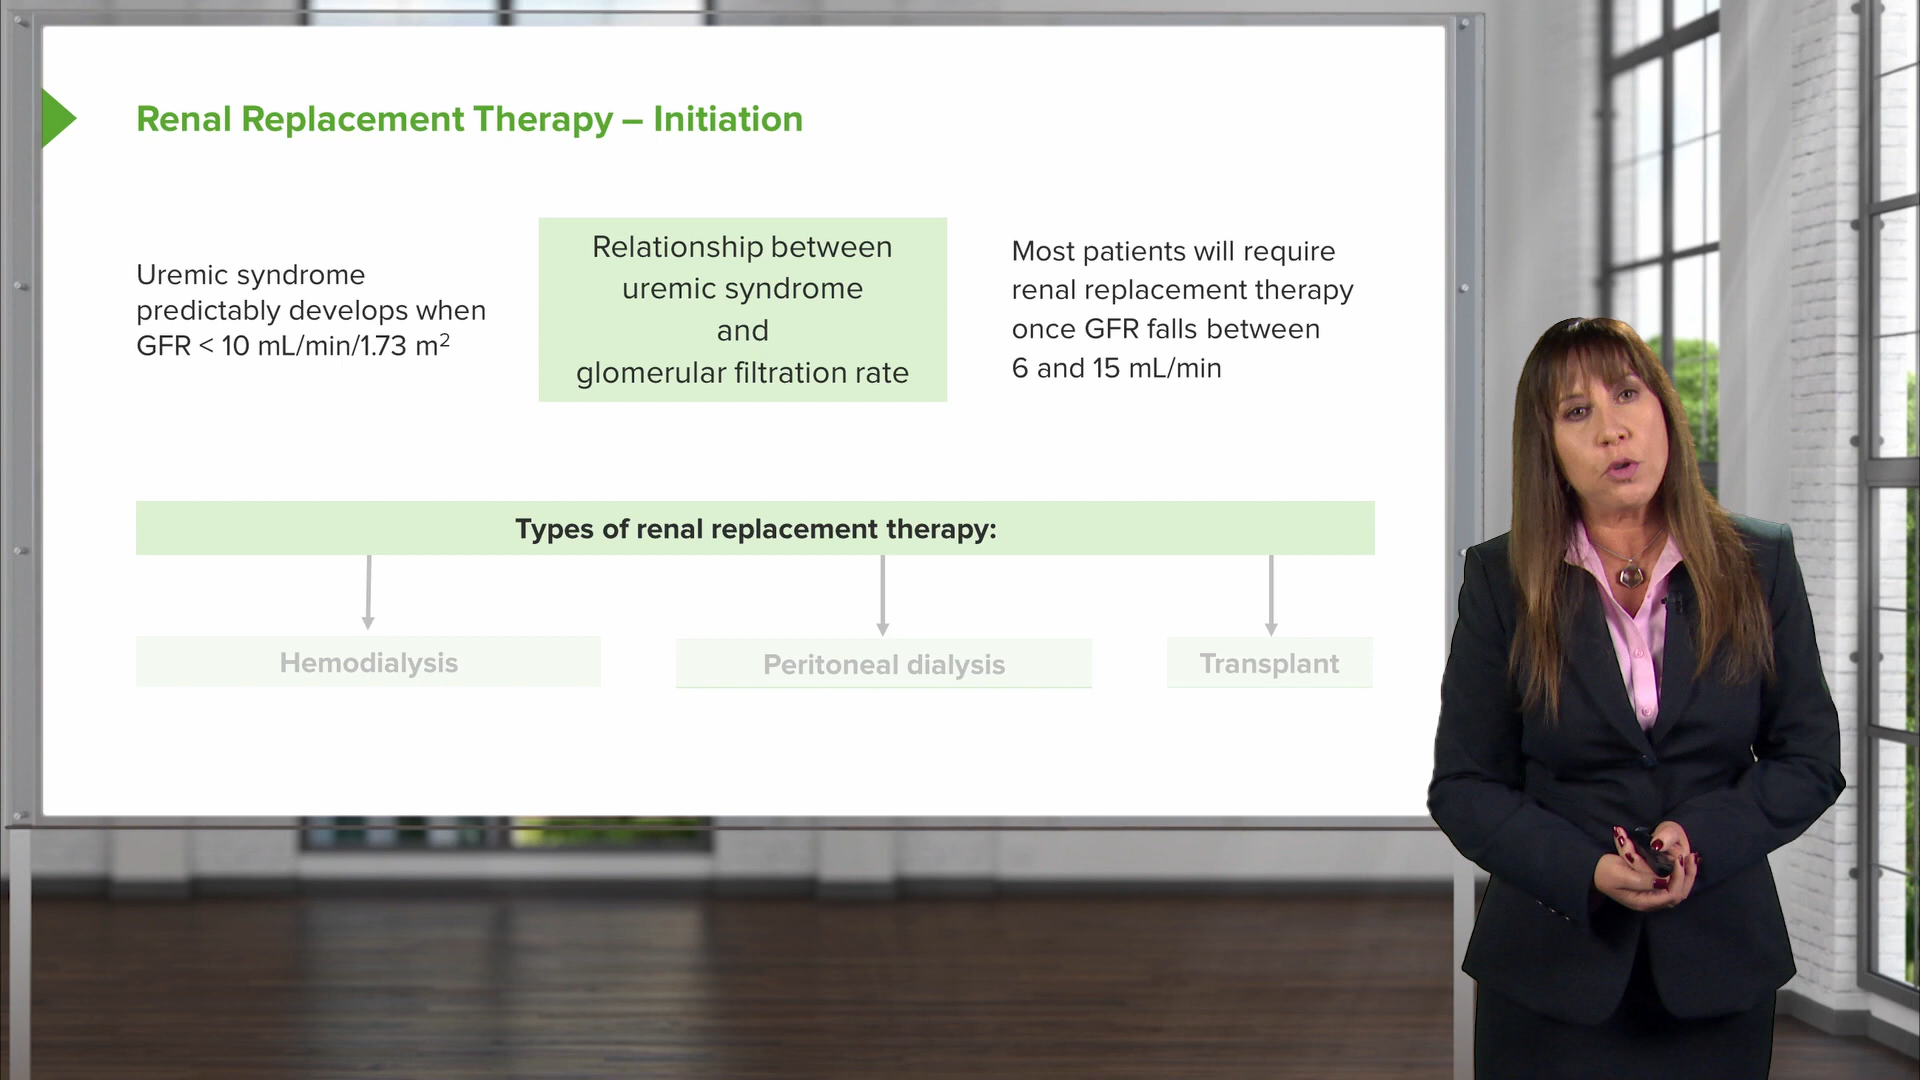 Renal Replacement Therapy – Initiation
Uremic syndrome
predictably develops when
GFR < 10 mL/min/1.73 m²
Relationship between
uremic syndrome
and
glomerular filtration rate
Most patients will require
renal replacement therapy
once GFR falls between
6 and 15 mL/min
Types of renal replacement therapy:
Hemodialysis
Peritoneal dialysis
Transplant